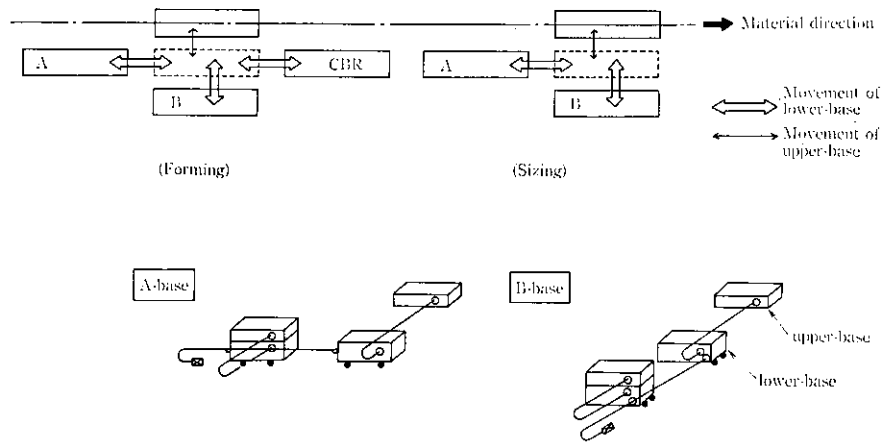 Material direction
A
CBR
A
B
B
Movement of
lower-base
Movement of
upper-base
(Forming)
(Sizing)
A-base
B-base
upper-base
lower-base